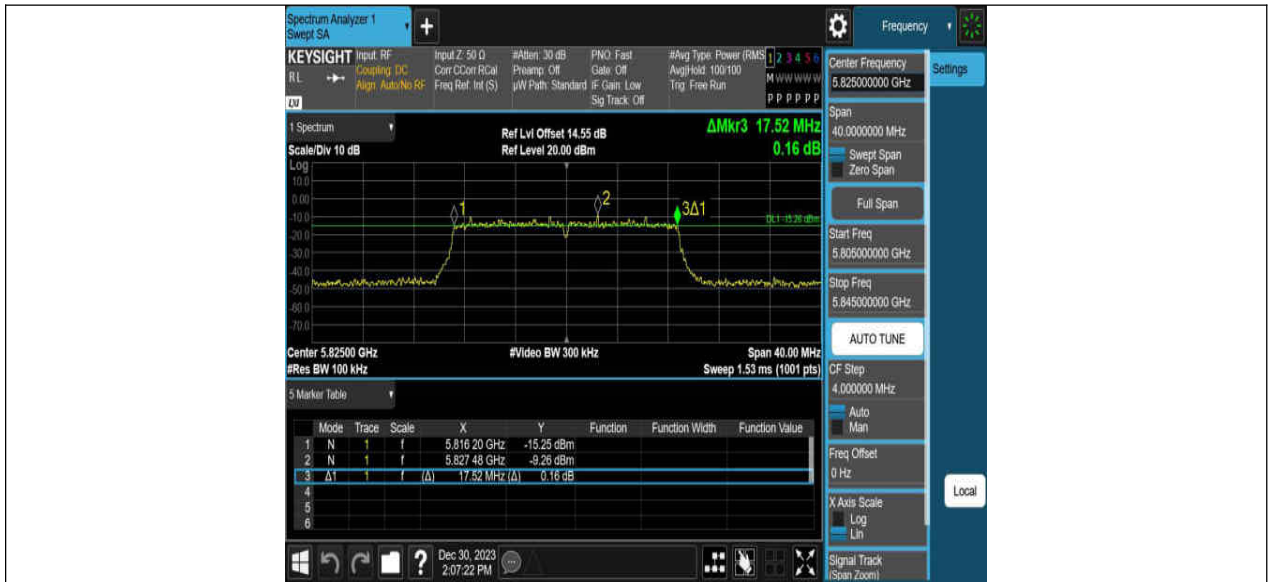 Spectrum Analyzer 1
Swept SA
+
Frequency
KEYSIGHT
RL
LXI
Input: RF
Coupling: DC
Align: Auto/No RF
Input Z: 50 Ω
Corr CCorr RCal
Freq Ref: Int (S)
#Atten: 30 dB
Preamp: Off
µW Path: Standard
PNO: Fast
Gate: Off
IF Gain: Low
Sig Track: Off
#Avg Type: Power (RMS
Avg|Hold: 100/100
Trig: Free Run
1 2 3 4 5 6
M W W W W W
P P P P P P
1 Spectrum
Scale/Div 10 dB
Log
Ref Lvl Offset 14.55 dB
Ref Level 20.00 dBm
ΔMkr3 17.52 MHz
0.16 dB
10.0
0.00
-10.0
-20.0
-30.0
-40.0
-50.0
-60.0
-70.0
1
2
3Δ1
DL1 -15.26 dBm
Center 5.82500 GHz
#Res BW 100 kHz
#Video BW 300 kHz
Span 40.00 MHz
Sweep 1.53 ms (1001 pts)
5 Marker Table
Mode Trace Scale X Y Function Function Width Function Value
1 N 1 f 5.816 20 GHz -15.25 dBm
2 N 1 f 5.827 48 GHz -9.26 dBm
3 Δ1 1 f (Δ) 17.52 MHz (Δ) 0.16 dB
4
5
6
?
Dec 30, 2023
2:07:22 PM
Center Frequency
5.825000000 GHz
Span
40.0000000 MHz
Swept Span
Zero Span
Full Span
Start Freq
5.805000000 GHz
Stop Freq
5.845000000 GHz
AUTO TUNE
CF Step
4.000000 MHz
Auto
Man
Freq Offset
0 Hz
X Axis Scale
Log
Lin
Signal Track
(Span Zoom)
Settings
Local